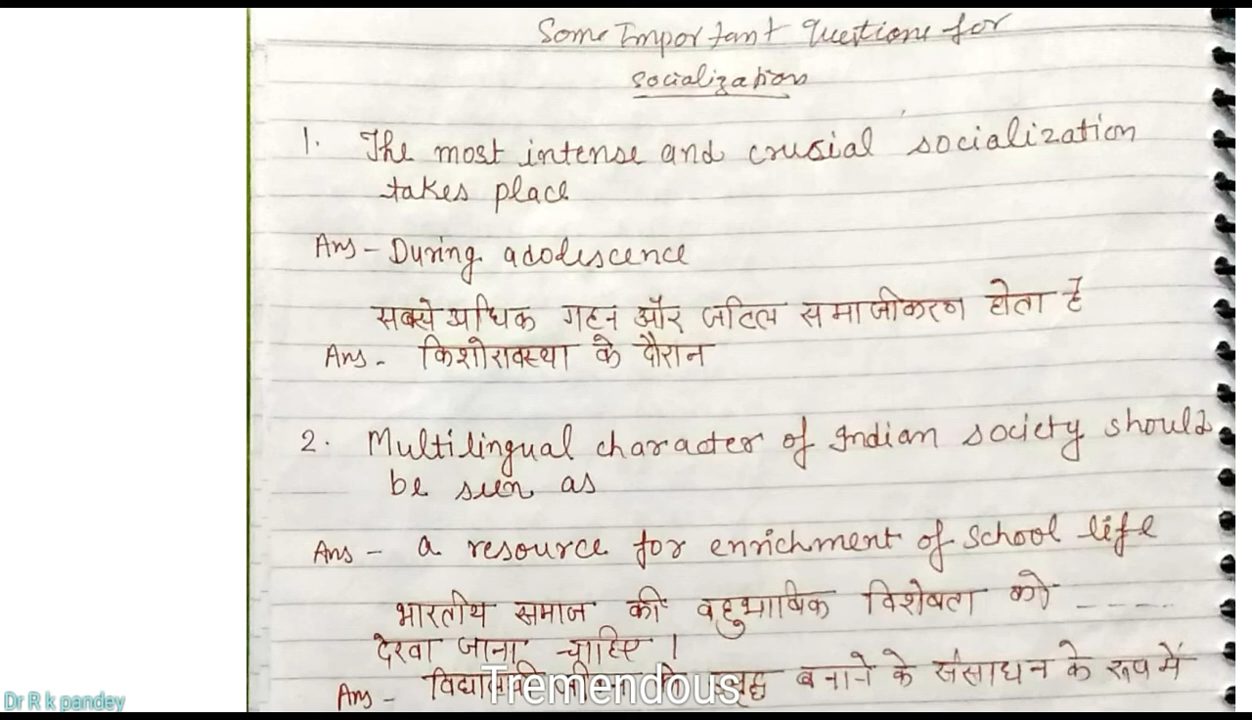 Some Important Questions for
Socialization
1. The most intense and crusial socialization
takes place
Ans - During adolescence
सबसे अधिक गहन और जटिल समाजीकरण होता है
Ans - किशोरावस्था के दौरान
2. Multilingual character of Indian society should
be seen as
Ans - a resource for enrichment of School life
भारतीय समाज की बहुभाषिक विशेषता को -----
देखा जाना चाहिए ।
Ans - बनाने के संसाधन के रूप में
Tremendous
Dr R k pandey